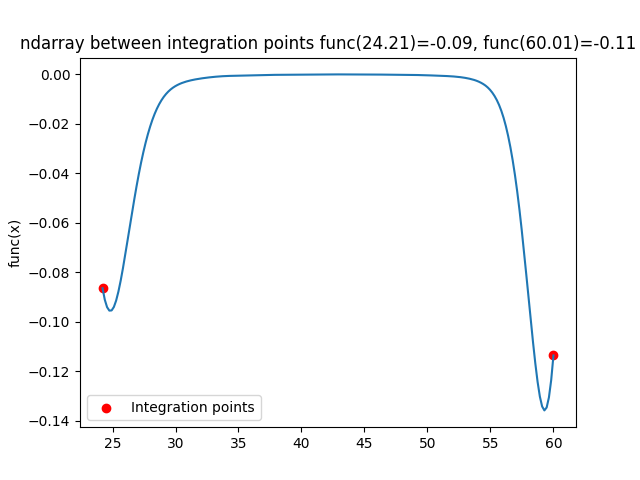 ndarray between integration points func(24.21)=-0.09, func(60.01)=-0.11
0.00
−0.02
−0.04
−0.06
−0.08
−0.10
−0.12
−0.14
func(x)
Integration points
25 30 35 40 45 50 55 60